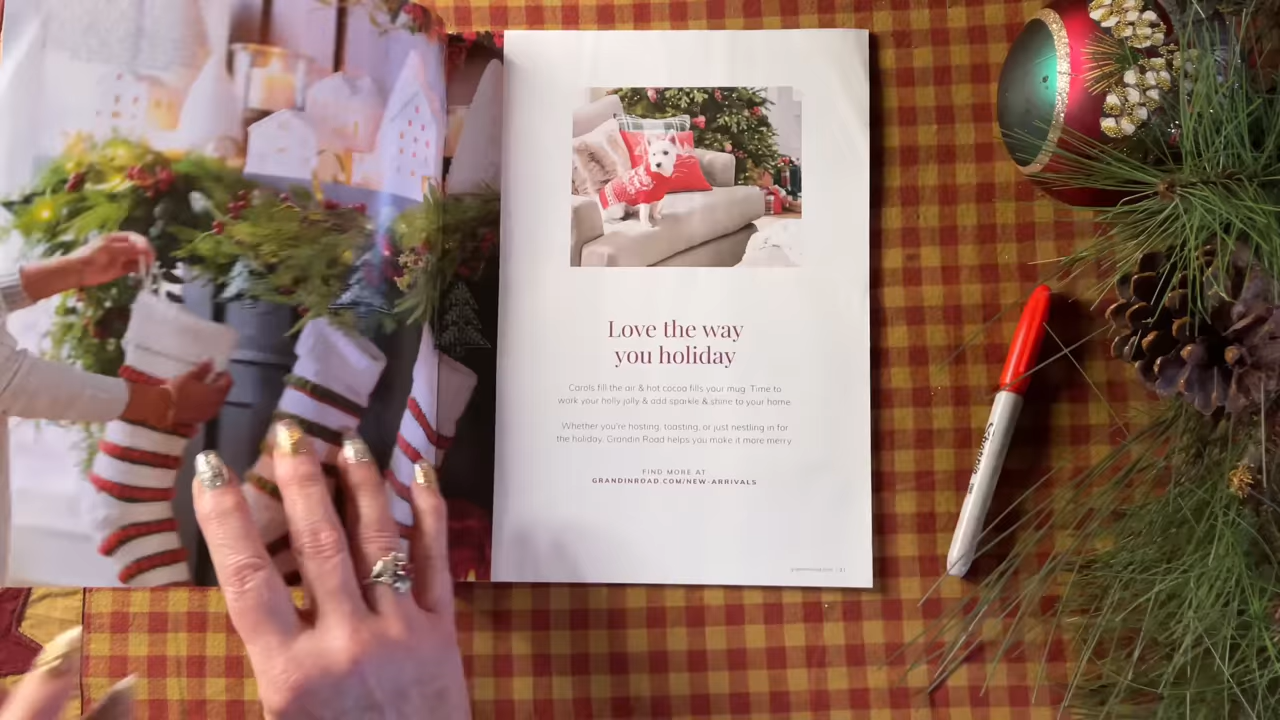 Love the way
you holiday
Carols fill the air & hot cocoa fills your mug. Time to
work your holly jolly & add sparkle & shine to your home.
Whether you're hosting, toasting, or just nestling in for
the holiday, Grandin Road helps you make it more merry.
FIND MORE AT
GRANDINROAD.COM/NEW-ARRIVALS
Sharpie